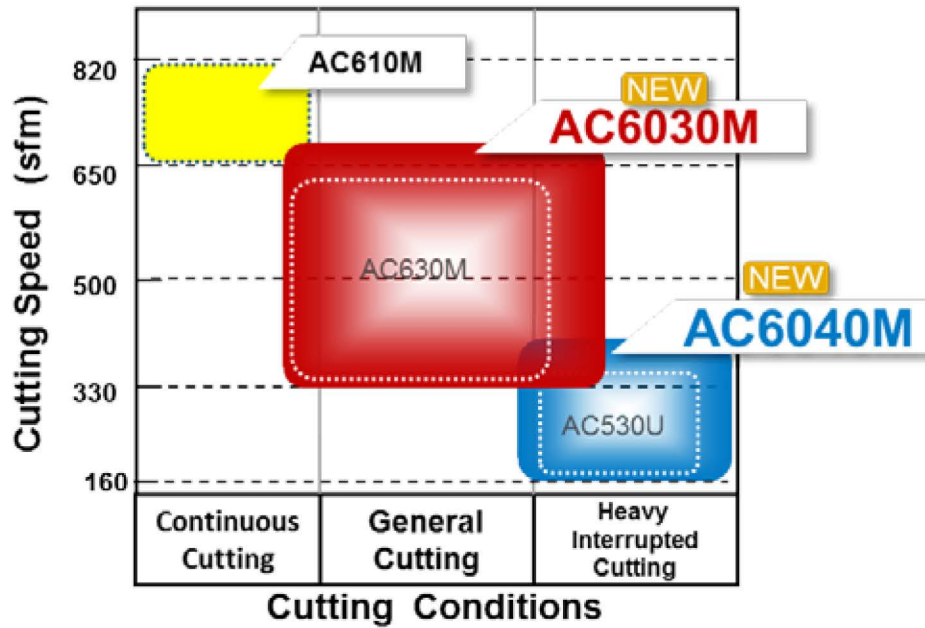 820
AC610M
NEW
AC6030M
650
AC630M
500
NEW
AC6040M
330
AC530U
160
Cutting Speed (sfm)
Continuous
Cutting
General
Cutting
Heavy
Interrupted
Cutting
Cutting Conditions